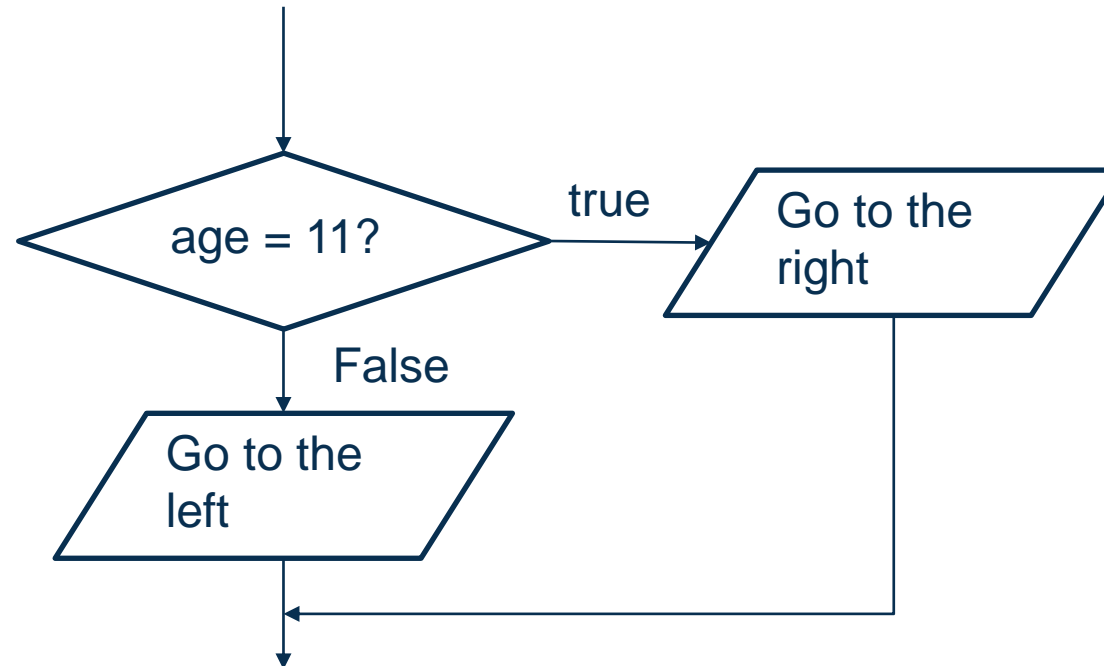 age = 11?
true
Go to the
right
False
Go to the
left